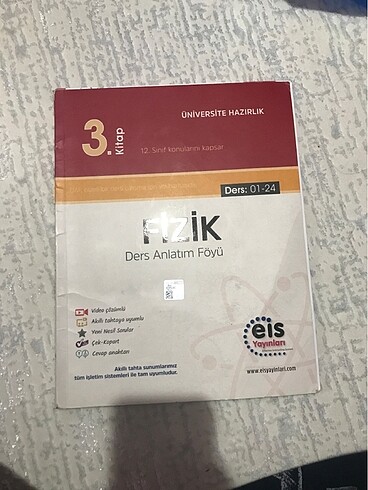 ÜNİVERSİTE HAZIRLIK
3.
Kitap
12. Sınıf konularını kapsar
Ders: 01-24
FİZİK
Ders Anlatım Föyü
Video çözümlü
Akıllı tahtaya uyumlu
Yeni Nesil Sorular
Çek-Kopart
Cevap anahtarı
eis
Yayınları
Akıllı tahta sunumlarımız
tüm işletim sistemleri ile tam uyumludur.
www.eisyayinlari.com